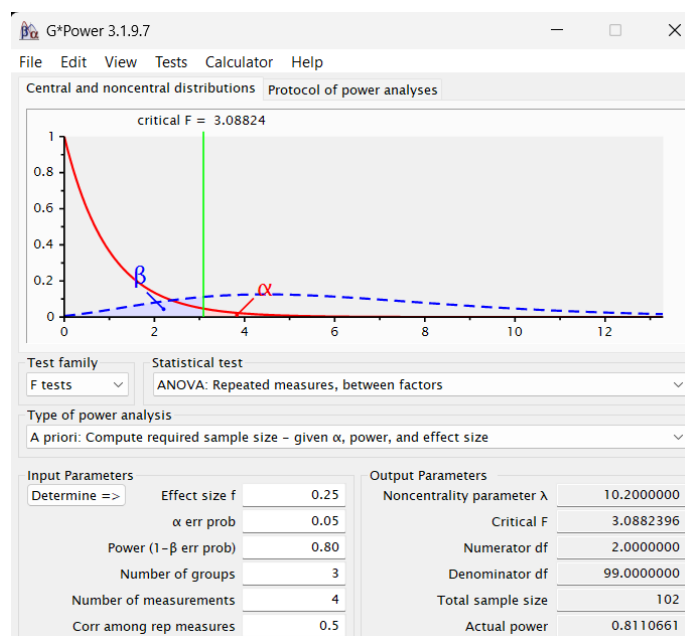 G*Power 3.1.9.7
File Edit View Tests Calculator Help
Central and noncentral distributions Protocol of power analyses
critical F = 3.08824
1
0.8
0.6
0.4
0.2
0
β
α
0 2 4 6 8 10 12
Test family Statistical test
F tests ANOVA: Repeated measures, between factors
Type of power analysis
A priori: Compute required sample size – given α, power, and effect size
Input Parameters Output Parameters
Determine => Effect size f 0.25 Noncentrality parameter λ 10.2000000
α err prob 0.05 Critical F 3.0882396
Power (1–β err prob) 0.80 Numerator df 2.0000000
Number of groups 3 Denominator df 99.0000000
Number of measurements 4 Total sample size 102
Corr among rep measures 0.5 Actual power 0.8110661